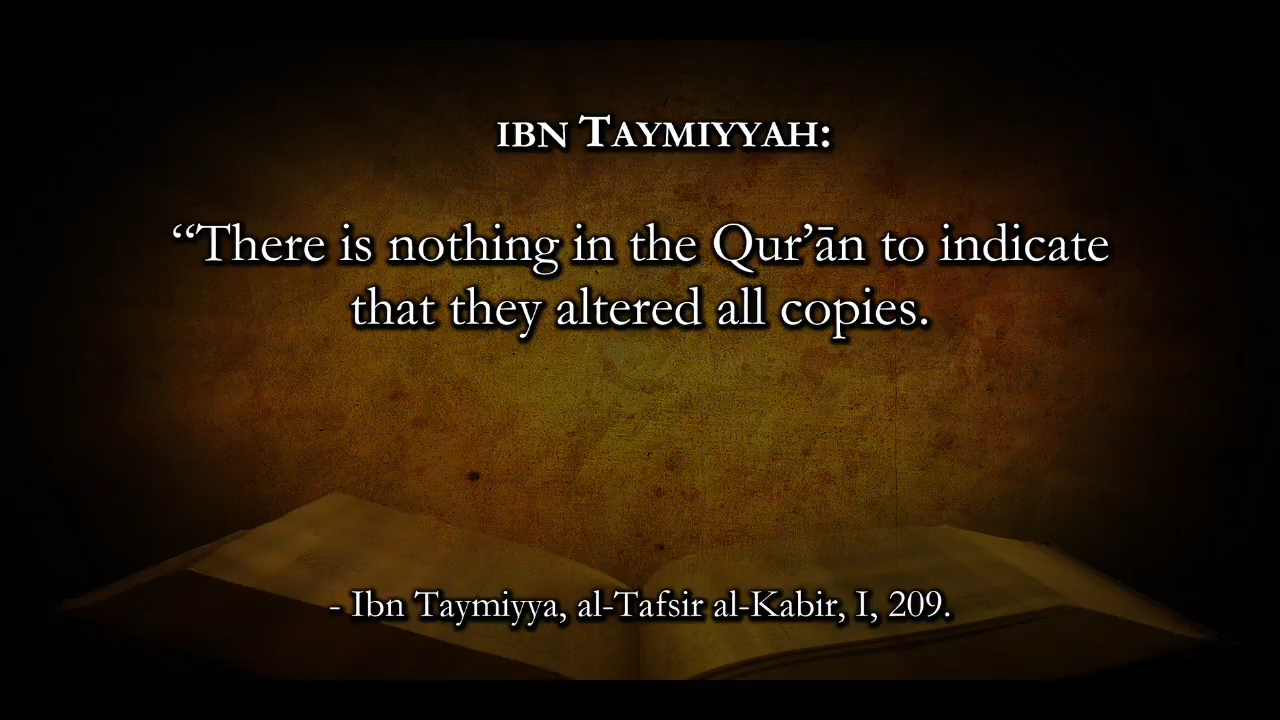 IBN TAYMIYYAH:
“There is nothing in the Qur’ān to indicate
that they altered all copies.
- Ibn Taymiyya, al-Tafsir al-Kabir, I, 209.